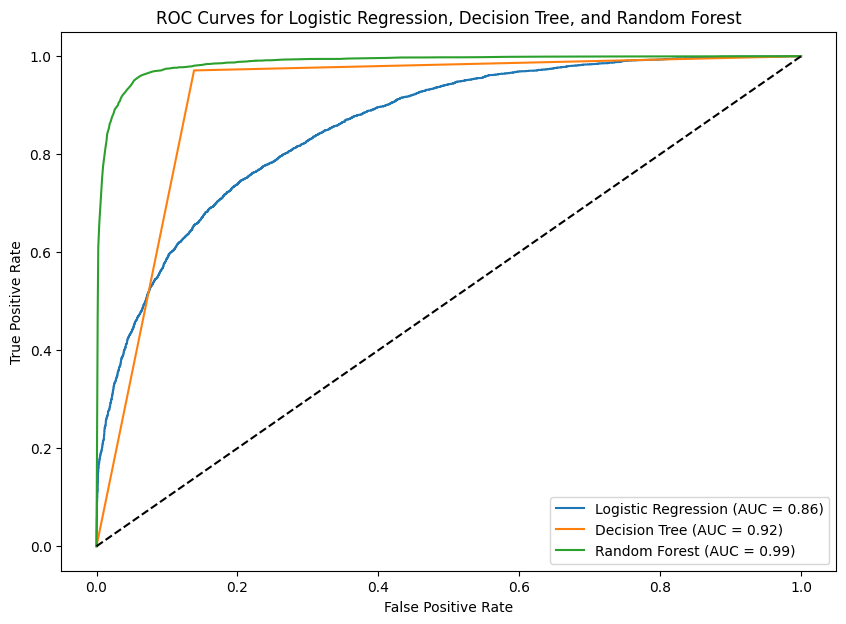 ROC Curves for Logistic Regression, Decision Tree, and Random Forest
True Positive Rate
1.0
0.8
0.6
0.4
0.2
0.0
Logistic Regression (AUC = 0.86)
Decision Tree (AUC = 0.92)
Random Forest (AUC = 0.99)
0.0 0.2 0.4 0.6 0.8 1.0
False Positive Rate